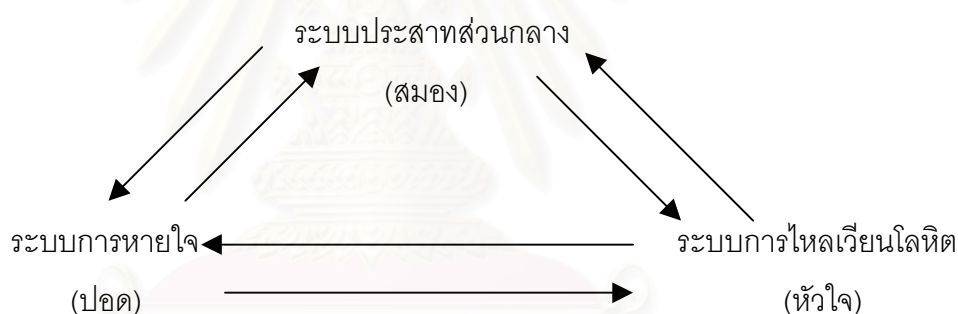 ระบบประสาทส่วนกลาง
(สมอง)
ระบบการหายใจ
(ปอด)
ระบบการไหลเวียนโลหิต
(หัวใจ)